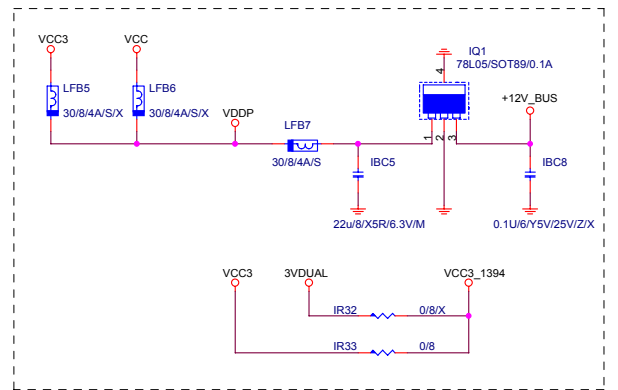 VCC3
VCC
IQ1
78L05/SOT89/0.1A
4
LFB5
LFB6
+12V_BUS
30/8/4A/S/X
30/8/4A/S/X
VDDP
LFB7
1
2
3
30/8/4A/S
IBC5
IBC8
22u/8/X5R/6.3V/M
0.1U/6/Y5V/25V/Z/X
VCC3
3VDUAL
VCC3_1394
IR32
0/8/X
IR33
0/8